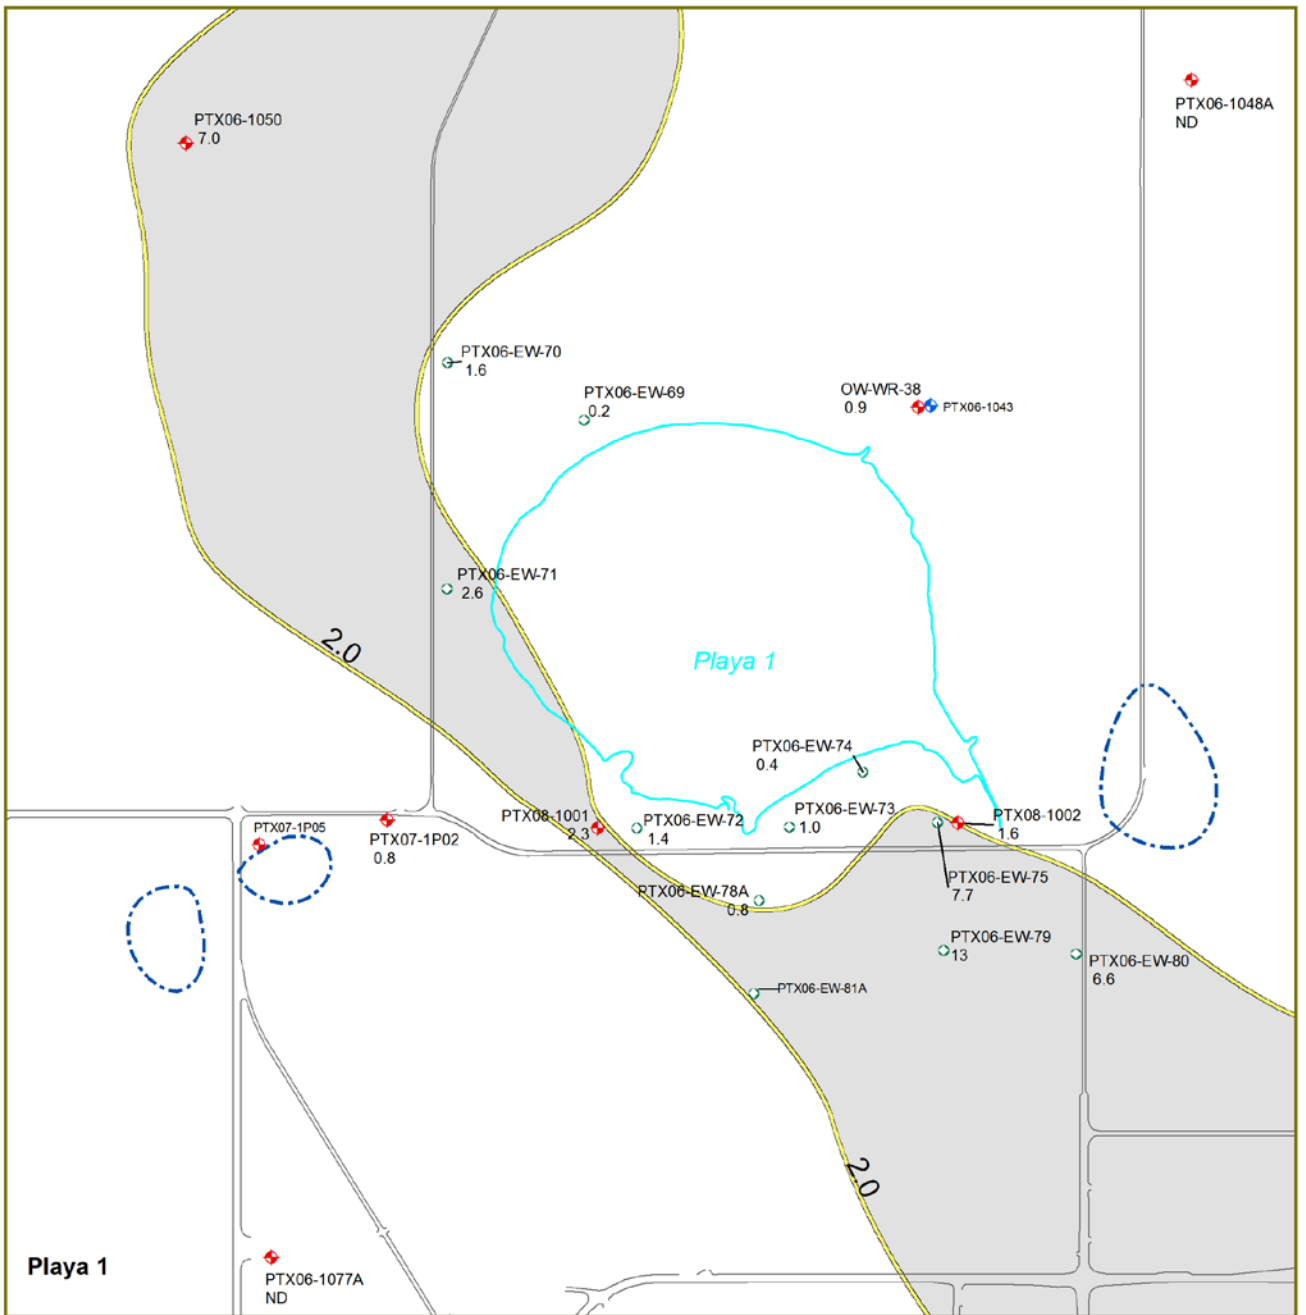 PTX06-1048A
ND
PTX06-1050
7.0
PTX06-EW-70
1.6
PTX06-EW-69
0.2
OW-WR-38
0.9
PTX06-1043
PTX06-EW-71
2.6
2.0
Playa 1
PTX06-EW-74
0.4
PTX08-1001
2.3
PTX06-EW-72
1.4
PTX06-EW-73
1.0
PTX08-1002
1.6
PTX07-1P05
PTX07-1P02
0.8
PTX06-EW-75
7.7
PTX06-EW-78A
0.8
PTX06-EW-79
13
PTX06-EW-80
6.6
PTX06-EW-81A
2.0
Playa 1
PTX06-1077A
ND